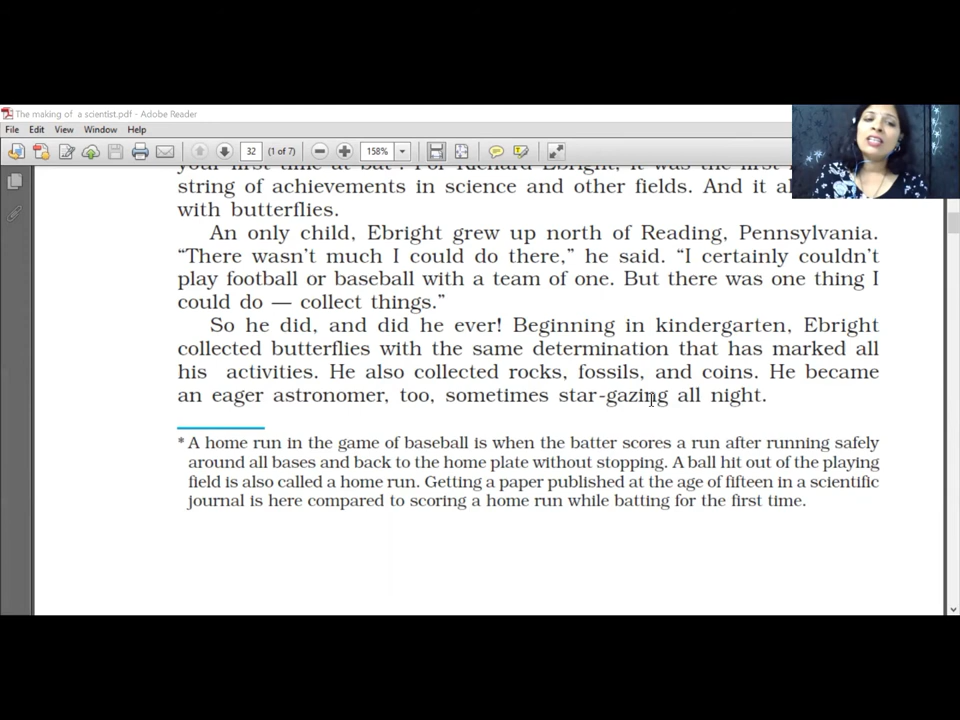 The making of a scientist.pdf - Adobe Reader
File Edit View Window Help
32 (1 of 7) 158%
string of achievements in science and other fields. And it al
with butterflies.
An only child, Ebright grew up north of Reading, Pennsylvania.
“There wasn’t much I could do there,” he said. “I certainly couldn’t
play football or baseball with a team of one. But there was one thing I
could do — collect things.”
So he did, and did he ever! Beginning in kindergarten, Ebright
collected butterflies with the same determination that has marked all
his activities. He also collected rocks, fossils, and coins. He became
an eager astronomer, too, sometimes star-gazing all night.
* A home run in the game of baseball is when the batter scores a run after running safely
around all bases and back to the home plate without stopping. A ball hit out of the playing
field is also called a home run. Getting a paper published at the age of fifteen in a scientific
journal is here compared to scoring a home run while batting for the first time.